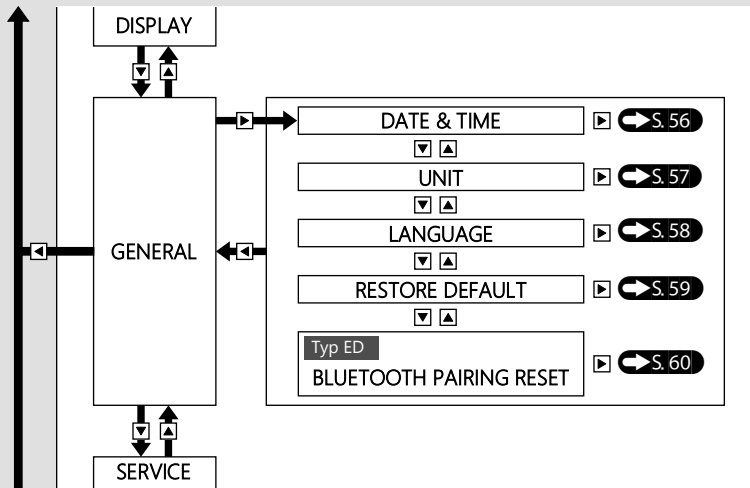 DISPLAY
GENERAL
DATE & TIME
S. 56
UNIT
S. 57
LANGUAGE
S. 58
RESTORE DEFAULT
S. 59
Typ ED
BLUETOOTH PAIRING RESET
S. 60
SERVICE